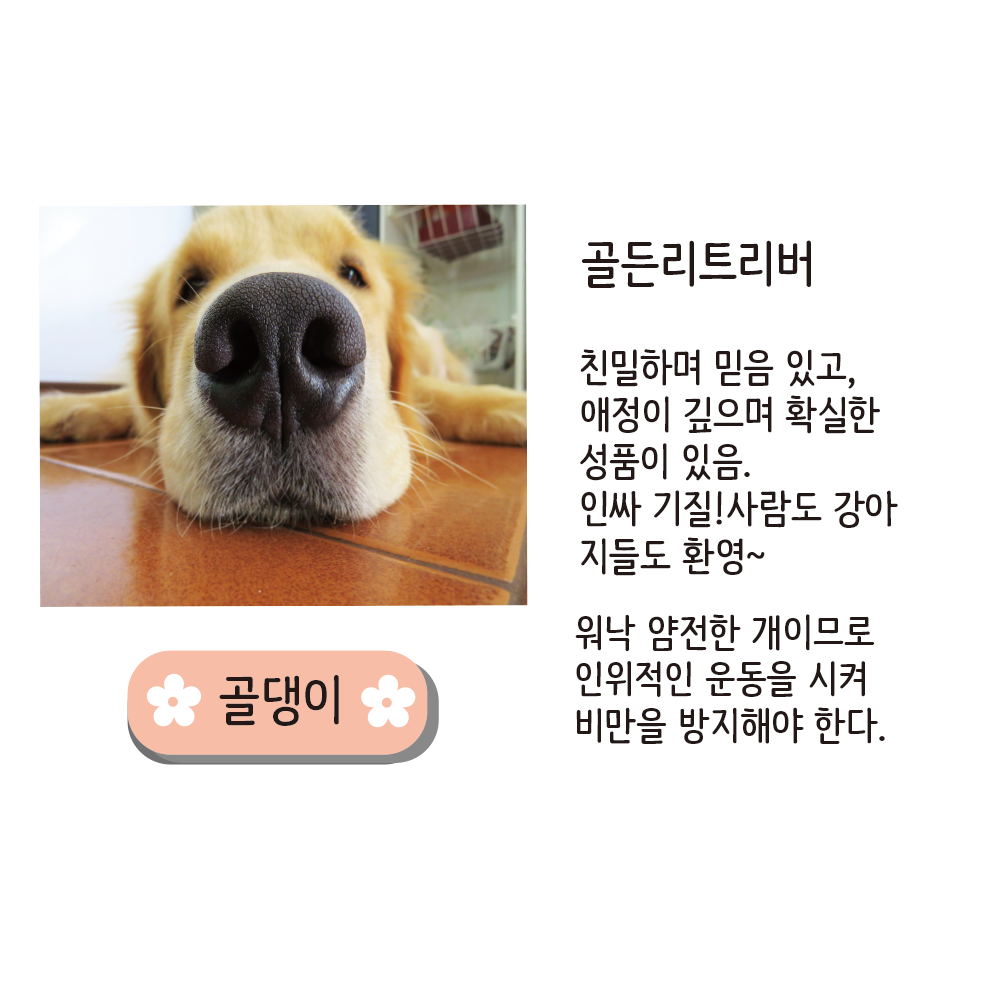 골든리트리버
친밀하며 믿음 있고,
애정이 깊으며 확실한
성품이 있음.
인싸 기질!사람도 강아
지들도 환영~
워낙 얌전한 개이므로
인위적인 운동을 시켜
비만을 방지해야 한다.
골댕이